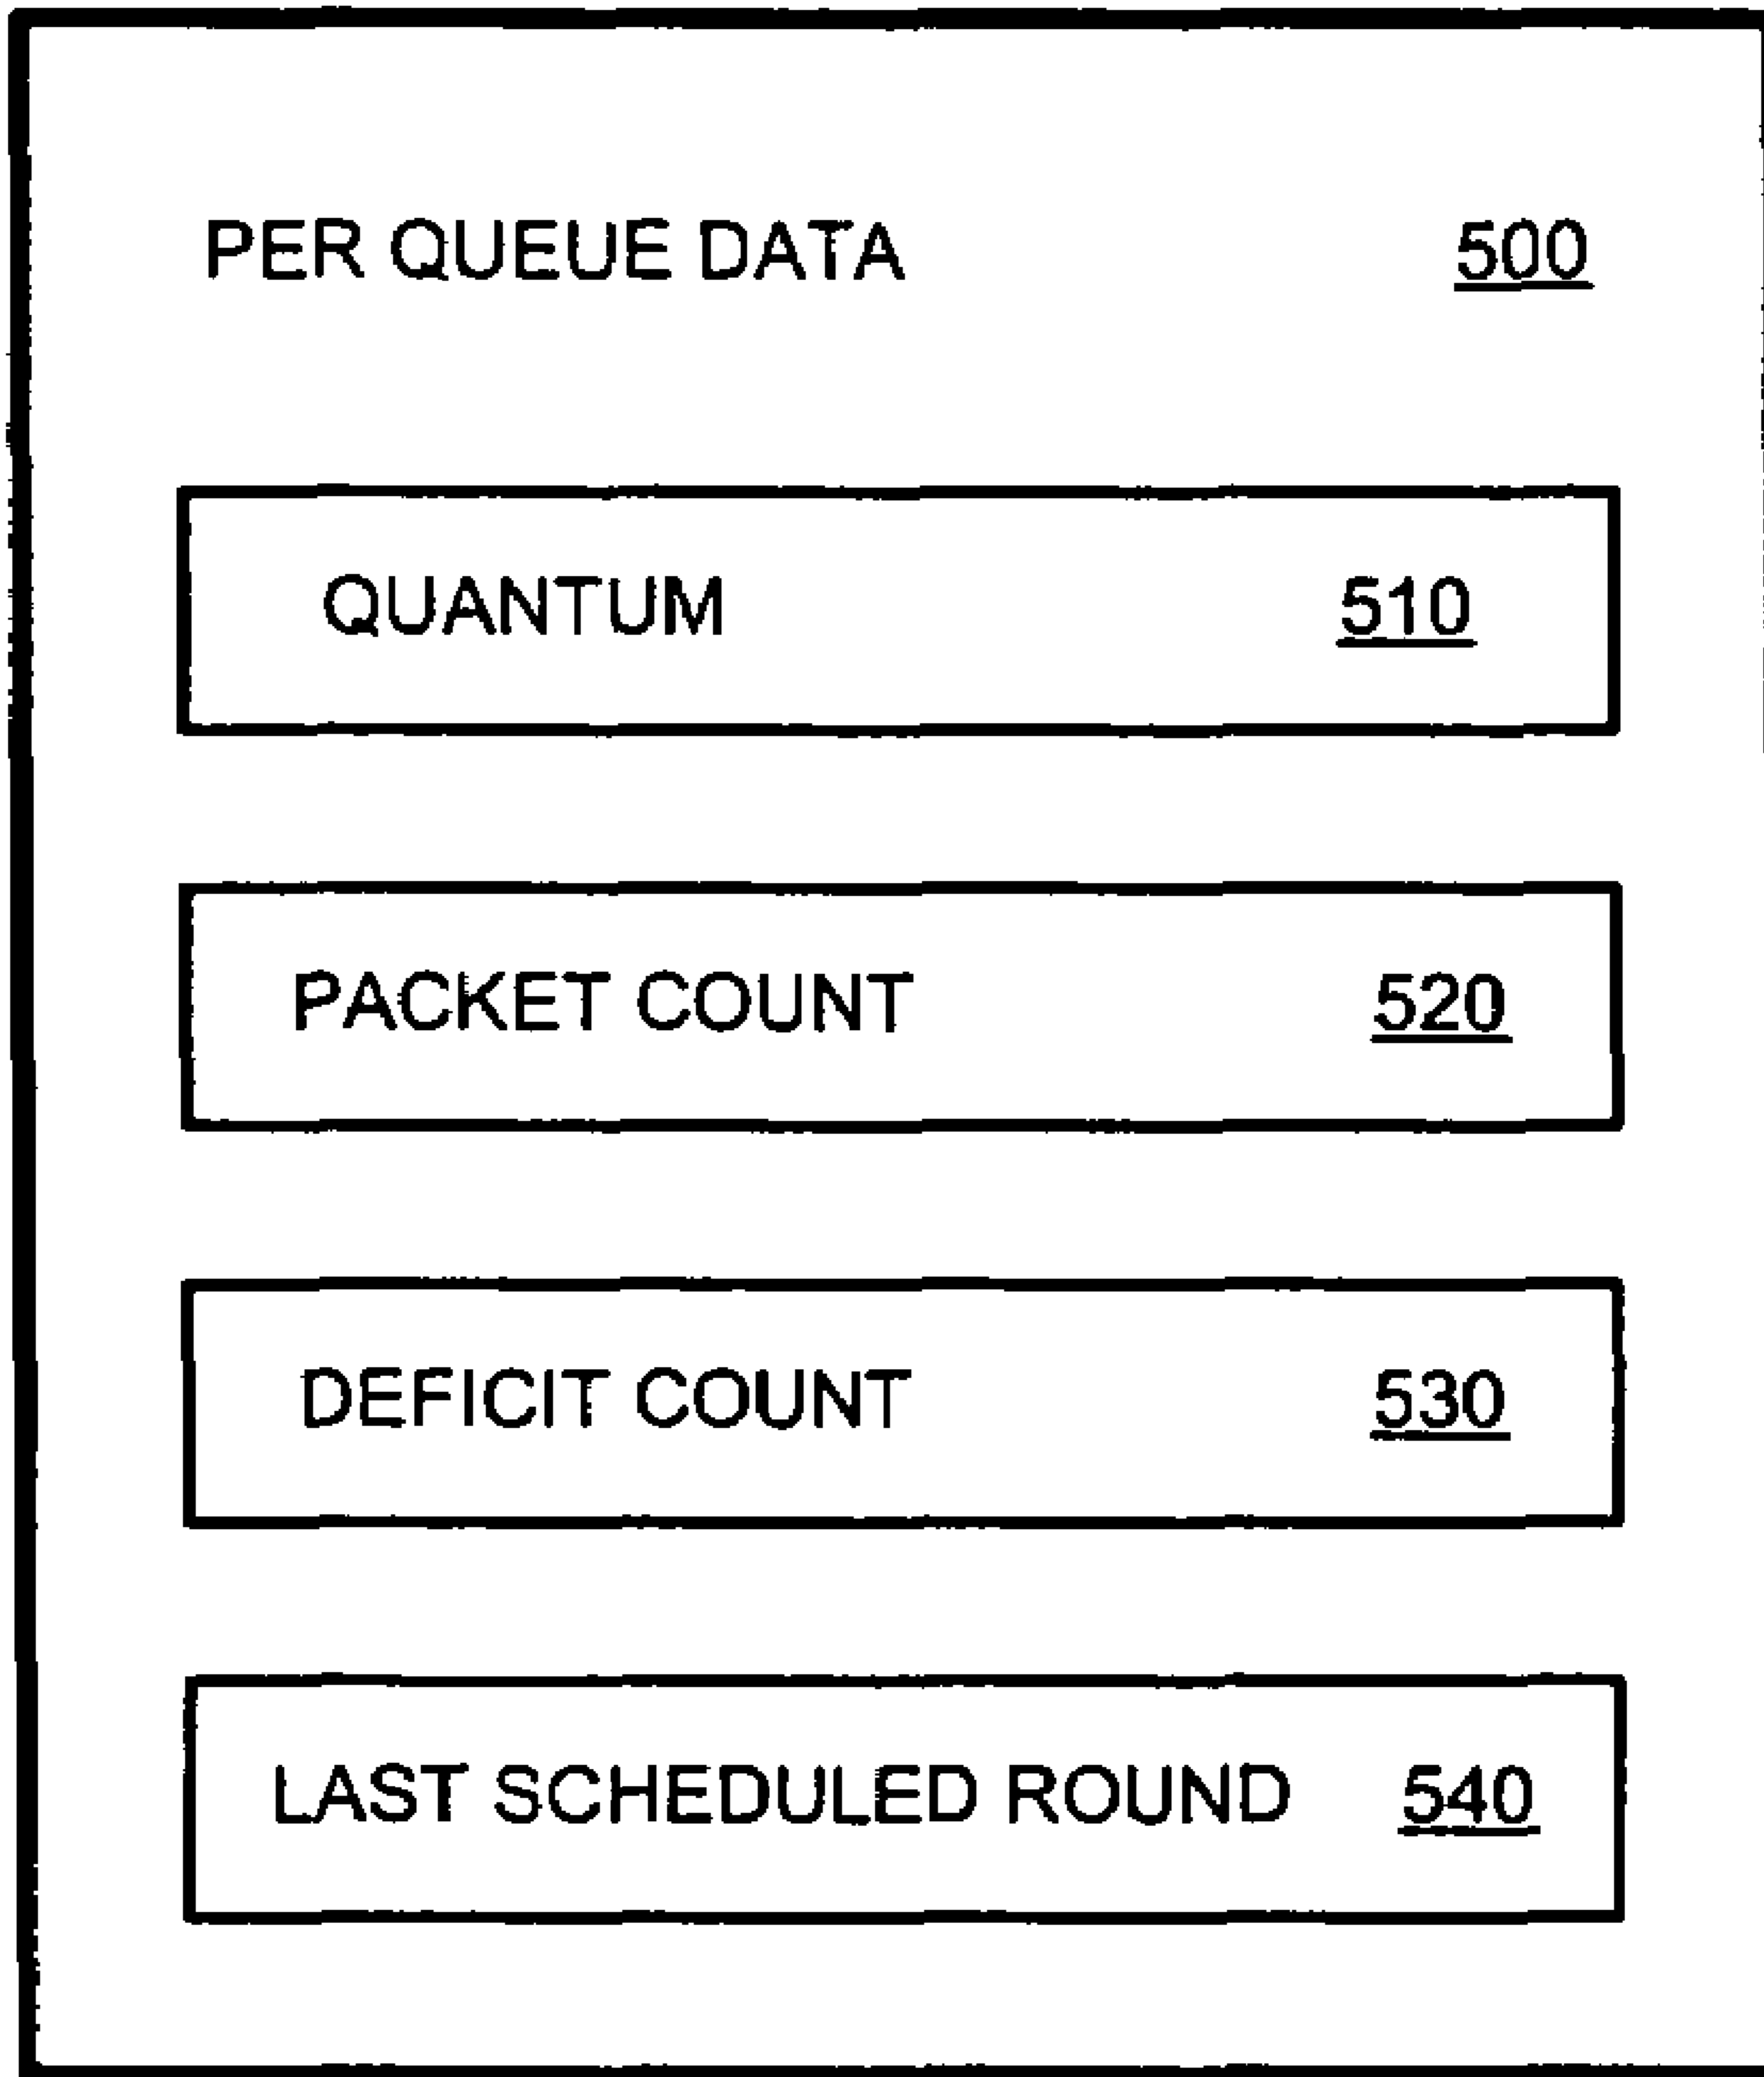 PER QUEUE DATA 500
QUANTUM 510
PACKET COUNT 520
DEFICIT COUNT 530
LAST SCHEDULED ROUND 540